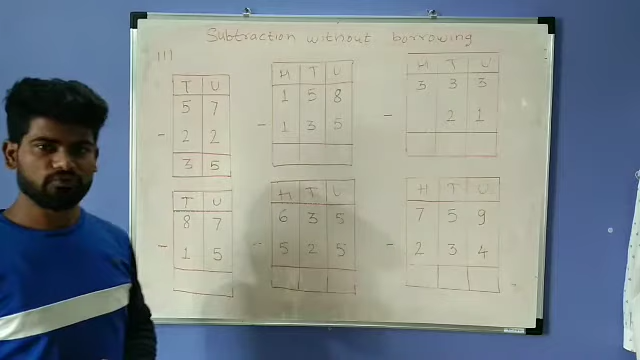 Subtraction without borrowing
111
T U
5 7
- 2 2
3 5
H T U
1 5 8
- 1 3 5
H T U
3 3 3
- 2 1
T U
8 7
- 1 5
H T U
6 3 5
- 5 2 5
H T U
7 5 9
- 2 3 4